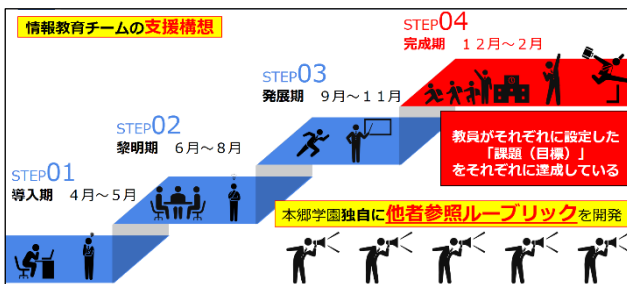 情報教育チームの支援構想
STEP04
完成期 １２月～２月
STEP03
発展期 ９月～１１月
STEP02
黎明期 ６月～８月
STEP01
導入期 ４月～５月
教員がそれぞれに設定した
「課題（目標）」
をそれぞれに達成している
本郷学園独自に他者参照ルーブリックを開発